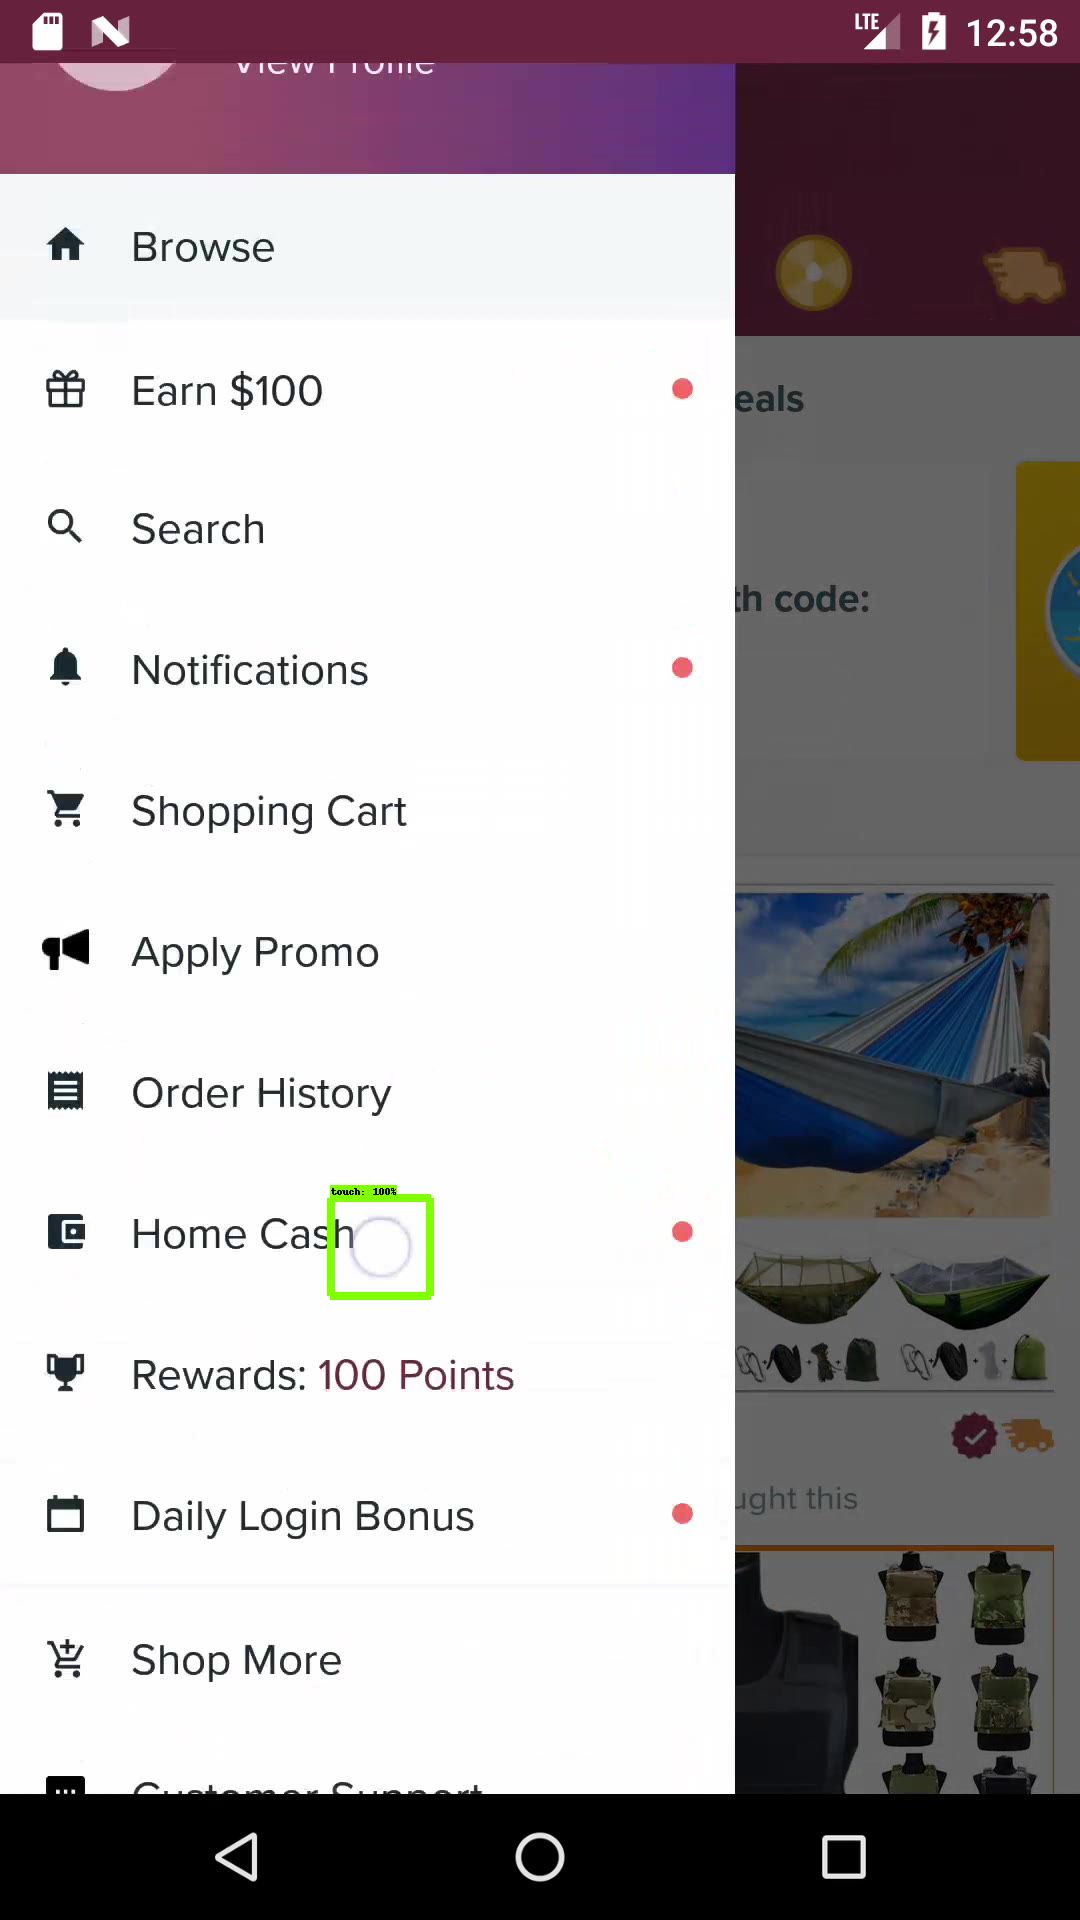 LTE 12:58
View Profile
Browse
Earn $100
eals
Search
th code:
Notifications
Shopping Cart
Apply Promo
Order History
touch: 100%
Home Cash
Rewards: 100 Points
ught this
Daily Login Bonus
Shop More
Customer Support